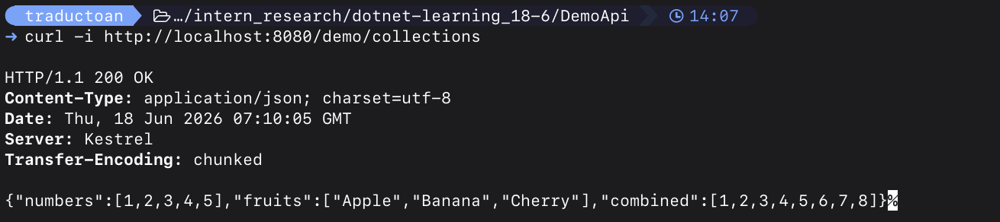 traductoan …/intern_research/dotnet-learning_18-6/DemoApi 14:07
➜ curl -i http://localhost:8080/demo/collections
HTTP/1.1 200 OK
Content-Type: application/json; charset=utf-8
Date: Thu, 18 Jun 2026 07:10:05 GMT
Server: Kestrel
Transfer-Encoding: chunked
{"numbers":[1,2,3,4,5],"fruits":["Apple","Banana","Cherry"],"combined":[1,2,3,4,5,6,7,8]}%